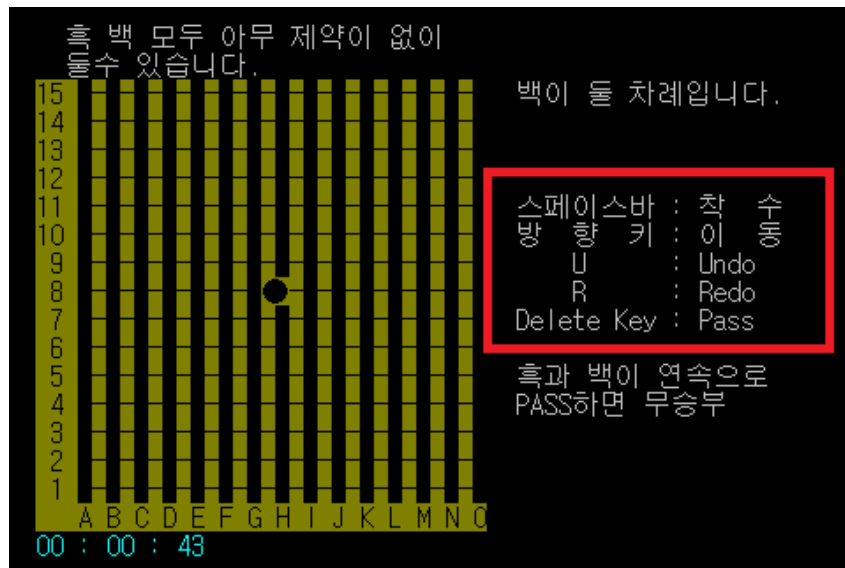 흑 백 모두 아무 제약이 없이
둘수 있습니다.
백이 둘 차례입니다.
15
14
13
12
11
10
9
8
7
6
5
4
3
2
1
A B C D E F G H I J K L M N O
00 : 00 : 43
스페이스바 : 착 수
방 향 키 : 이 동
U : Undo
R : Redo
Delete Key : Pass
흑과 백이 연속으로
PASS하면 무승부